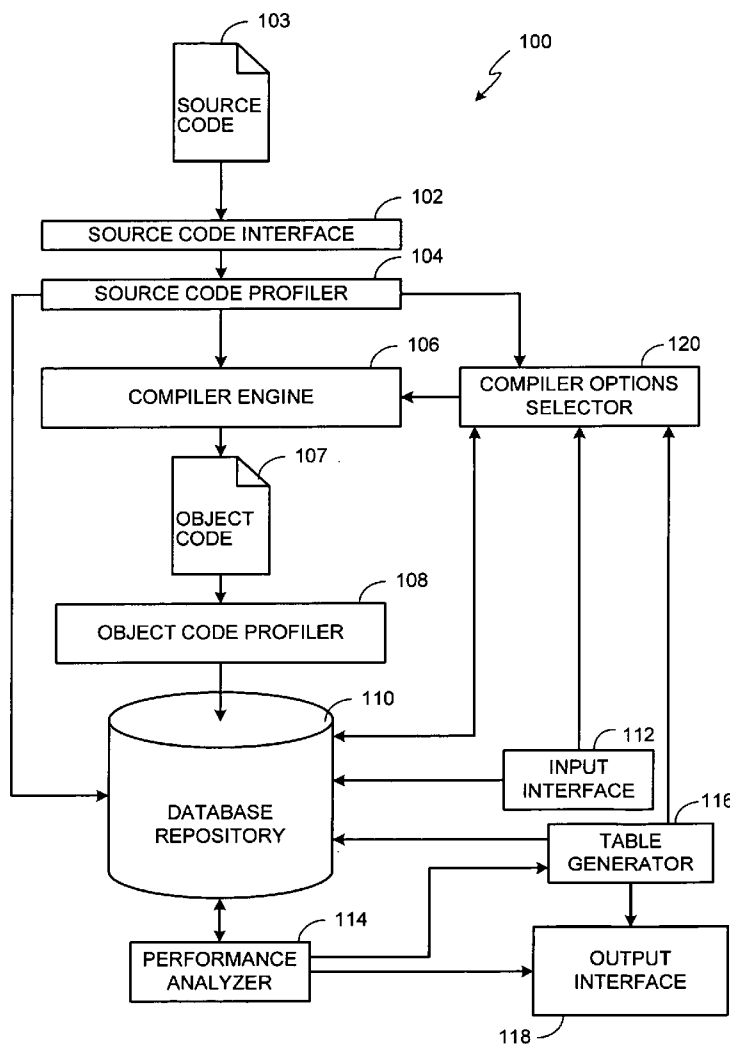 103
100
SOURCE
CODE
102
SOURCE CODE INTERFACE
104
SOURCE CODE PROFILER
106
120
COMPILER ENGINE
COMPILER OPTIONS
SELECTOR
107
OBJECT
CODE
108
OBJECT CODE PROFILER
110
112
INPUT
INTERFACE
DATABASE
REPOSITORY
116
TABLE
GENERATOR
114
PERFORMANCE
ANALYZER
OUTPUT
INTERFACE
118